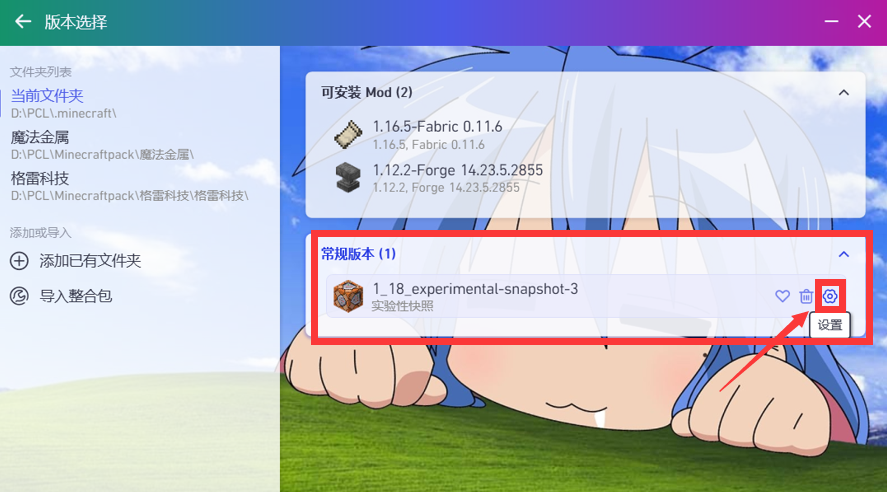 版本选择
文件夹列表
当前文件夹
D:\PCL\.minecraft\
魔法金属
D:\PCL\Minecraftpack\魔法金属\
格雷科技
D:\PCL\Minecraftpack\格雷科技\格雷科技\
添加或导入
添加已有文件夹
导入整合包
可安装 Mod (2)
1.16.5-Fabric 0.11.6
1.16.5, Fabric 0.11.6
1.12.2-Forge 14.23.5.2855
1.12.2, Forge 14.23.5.2855
常规版本 (1)
1_18_experimental-snapshot-3
实验性快照
设置